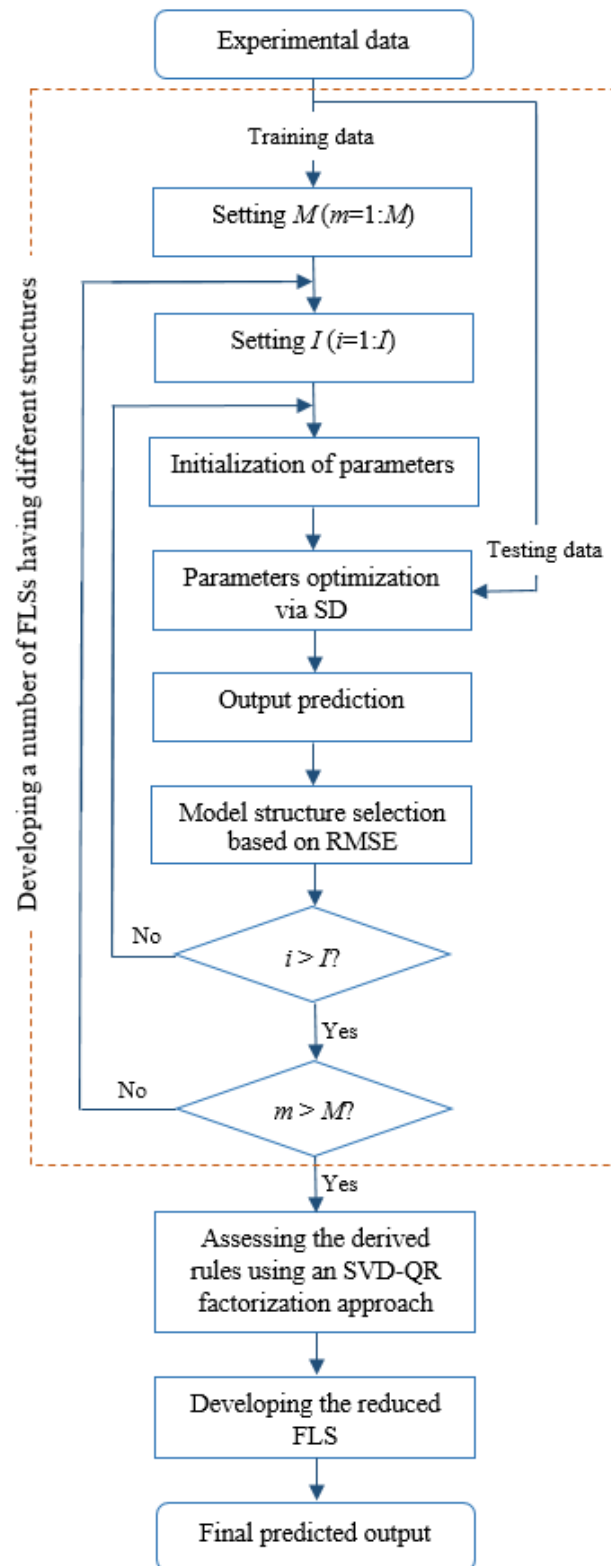 Experimental data
Training data
Setting M (m=1:M)
Setting I (i=1:I)
Initialization of parameters
Testing data
Parameters optimization
via SD
Output prediction
Model structure selection
based on RMSE
No
i > I?
Yes
No
m > M?
Yes
Developing a number of FLSs having different structures
Assessing the derived
rules using an SVD-QR
factorization approach
Developing the reduced
FLS
Final predicted output